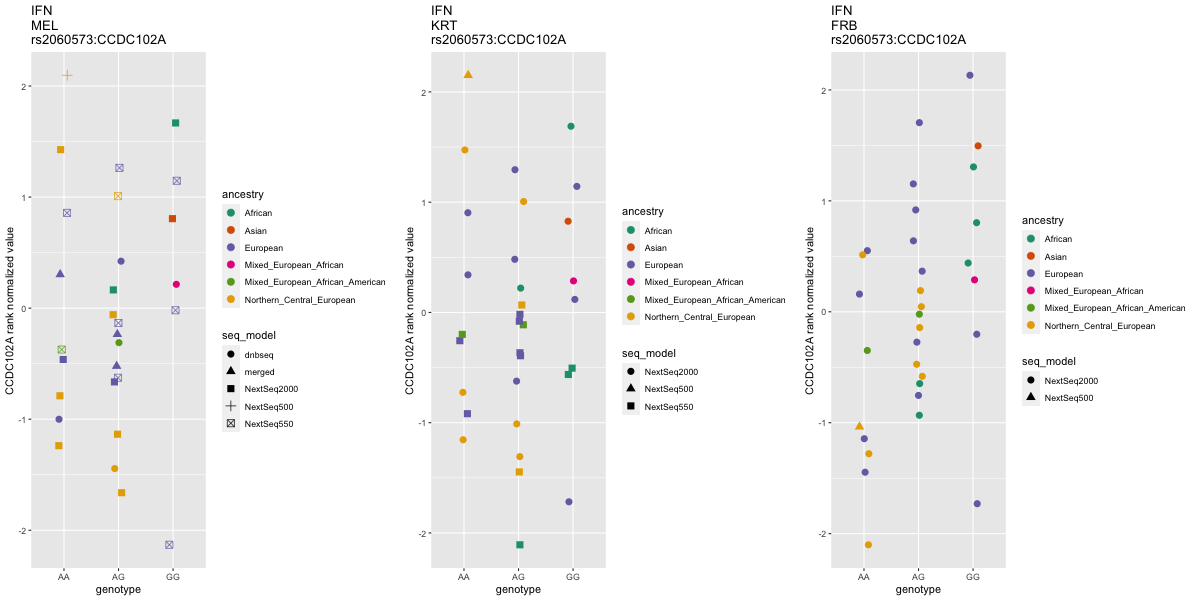 IFN
MEL
rs2060573:CCDC102A
CCDC102A rank normalized value
2
1
0
-1
-2
AA
AG
GG
genotype
ancestry
African
Asian
European
Mixed_European_African
Mixed_European_African_American
Northern_Central_European
seq_model
dnbseq
merged
NextSeq2000
NextSeq500
NextSeq550
IFN
KRT
rs2060573:CCDC102A
CCDC102A rank normalized value
2
1
0
-1
-2
AA
AG
GG
genotype
ancestry
African
Asian
European
Mixed_European_African
Mixed_European_African_American
Northern_Central_European
seq_model
NextSeq2000
NextSeq500
NextSeq550
IFN
FRB
rs2060573:CCDC102A
CCDC102A rank normalized value
2
1
0
-1
-2
AA
AG
GG
genotype
ancestry
African
Asian
European
Mixed_European_African
Mixed_European_African_American
Northern_Central_European
seq_model
NextSeq2000
NextSeq500